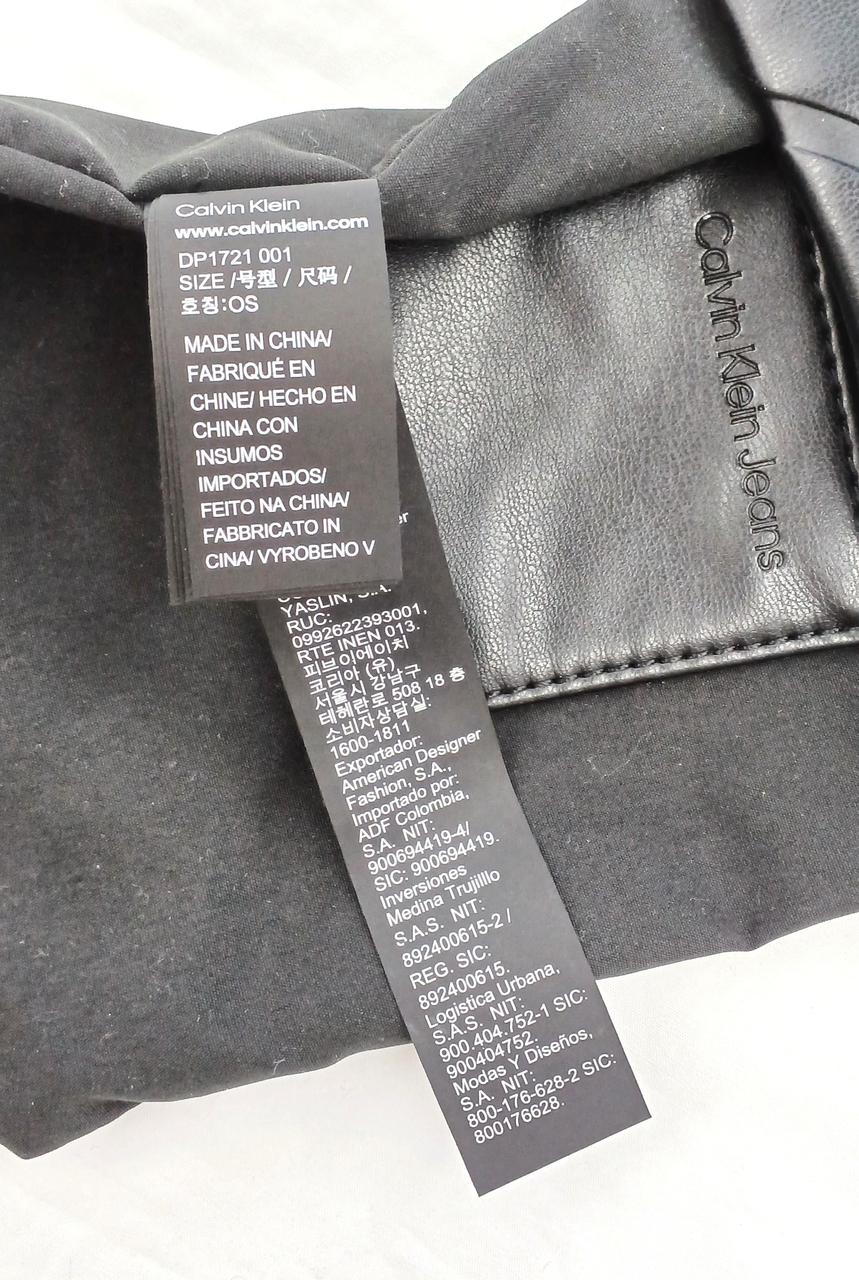 Calvin Klein
www.calvinklein.com
DP1721 001
SIZE /号型 / 尺码 /
호칭:OS
MADE IN CHINA/
FABRIQUÉ EN
CHINE/ HECHO EN
CHINA CON
INSUMOS
IMPORTADOS/
FEITO NA CHINA/
FABBRICATO IN
CINA/ VYROBENO V
YASLIN, S.A.
RUC:
0992622393001,
RTE INEN 013.
피브이에이치
코리아 (유)
서울시 강남구
테헤란로 508 18 층
소비자상담실:
1600-1811
Exportador:
American Designer
Fashion, S.A.,
Importado por:
ADF Colombia,
S.A. NIT:
900694419-4/
SIC: 900694419.
Inversiones
Medina Trujilllo
S.A.S. NIT:
892400615-2 /
REG. SIC:
892400615.
Logistica Urbana,
S.A.S. NIT:
900.404.752-1 SIC:
900404752.
Modas Y Diseños,
S.A. NIT:
800-176-628-2 SIC:
800176628.
Calvin Klein Jeans